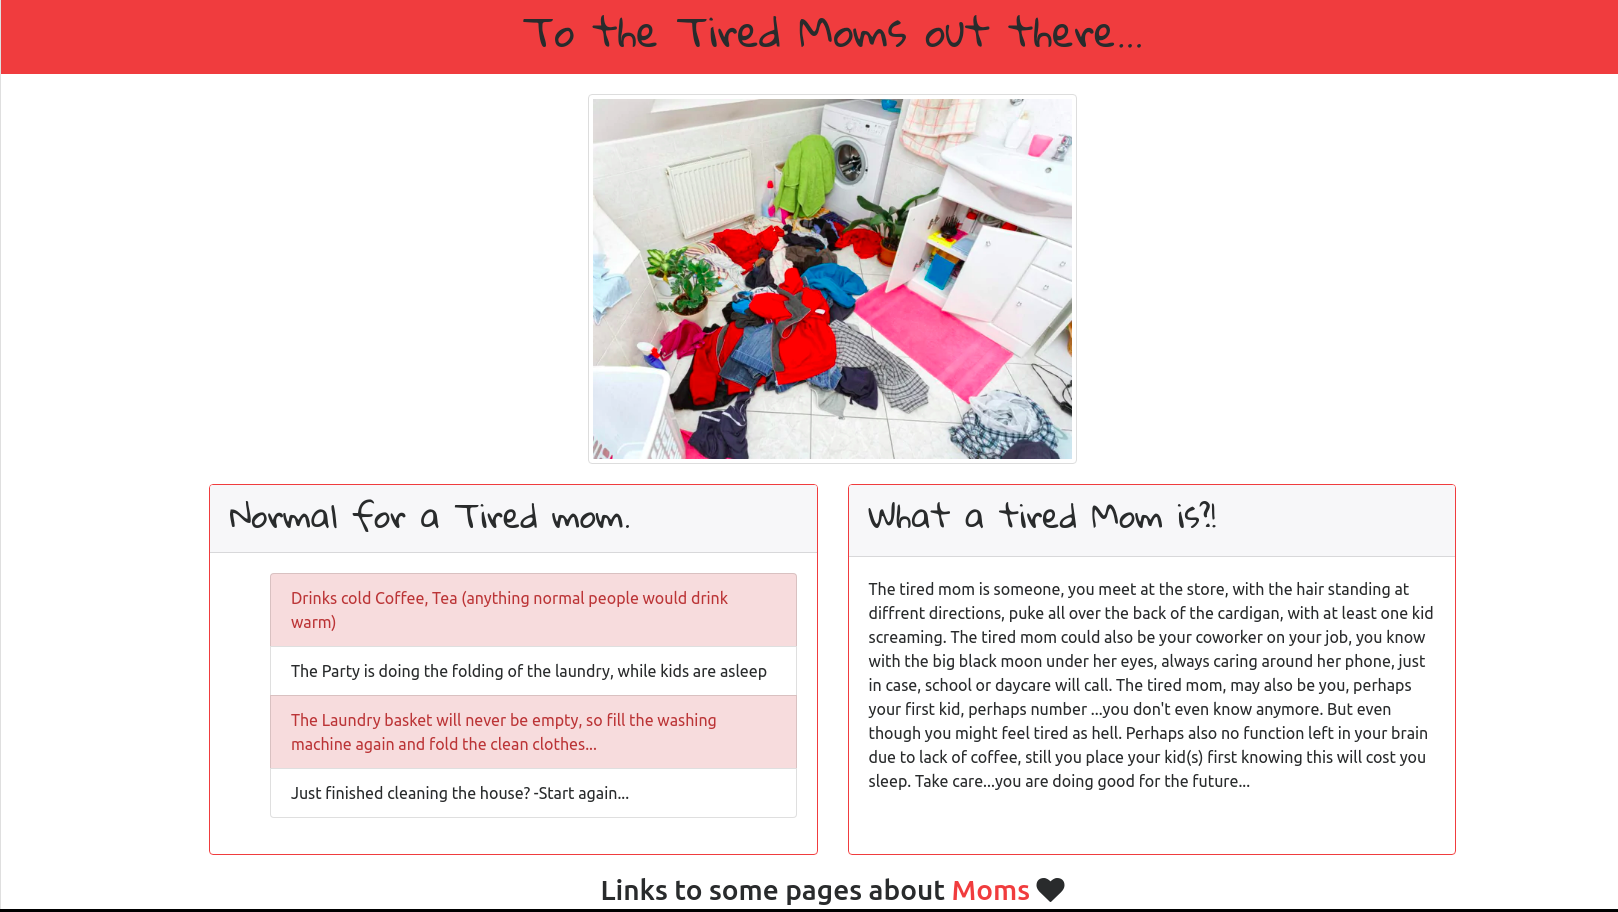 To the Tired Moms out there...
Normal for a Tired mom.
Drinks cold Coffee, Tea (anything normal people would drink
warm)
The Party is doing the folding of the laundry, while kids are asleep
The Laundry basket will never be empty, so fill the washing
machine again and fold the clean clothes...
Just finished cleaning the house? -Start again...
What a tired Mom is?!
The tired mom is someone, you meet at the store, with the hair standing at
diffrent directions, puke all over the back of the cardigan, with at least one kid
screaming. The tired mom could also be your coworker on your job, you know
with the big black moon under her eyes, always caring around her phone, just
in case, school or daycare will call. The tired mom, may also be you, perhaps
your first kid, perhaps number ...you don't even know anymore. But even
though you might feel tired as hell. Perhaps also no function left in your brain
due to lack of coffee, still you place your kid(s) first knowing this will cost you
sleep. Take care...you are doing good for the future...
Links to some pages about Moms